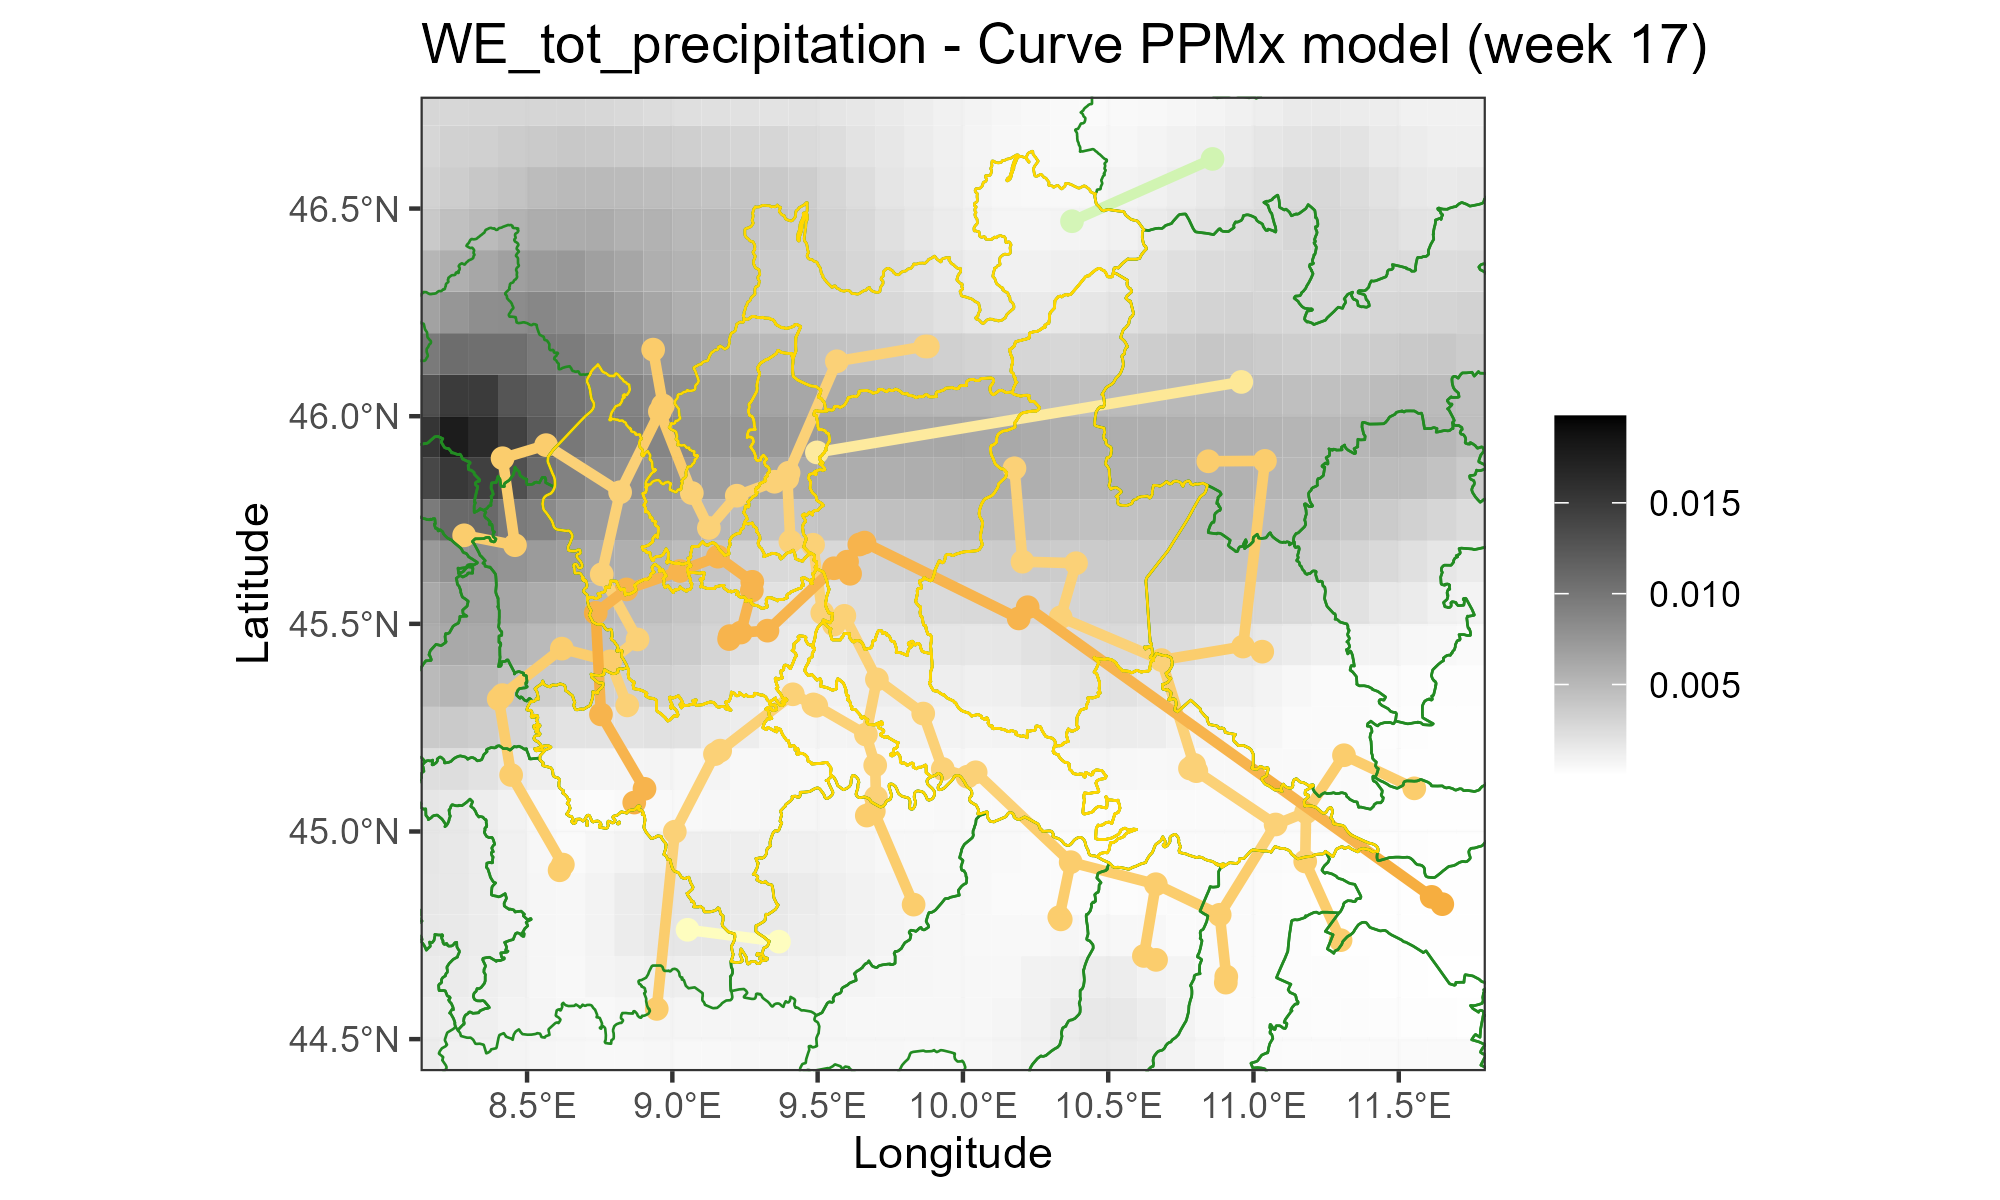 WE_tot_precipitation - Curve PPMx model (week 17)
46.5°N
46.0°N
45.5°N
45.0°N
44.5°N
Latitude
8.5°E 9.0°E 9.5°E 10.0°E 10.5°E 11.0°E 11.5°E
Longitude
0.015
0.010
0.005